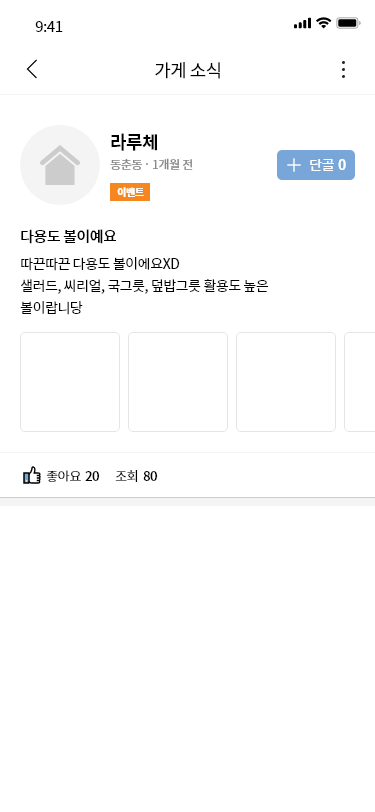 9:41
가게 소식
라루체
동춘동 · 1개월 전
단골 0
이벤트
다용도 볼이예요
따끈따끈 다용도 볼이에요XD
샐러드, 씨리얼, 국그릇, 덮밥그릇 활용도 높은
볼이랍니당
좋아요 20 조회 80